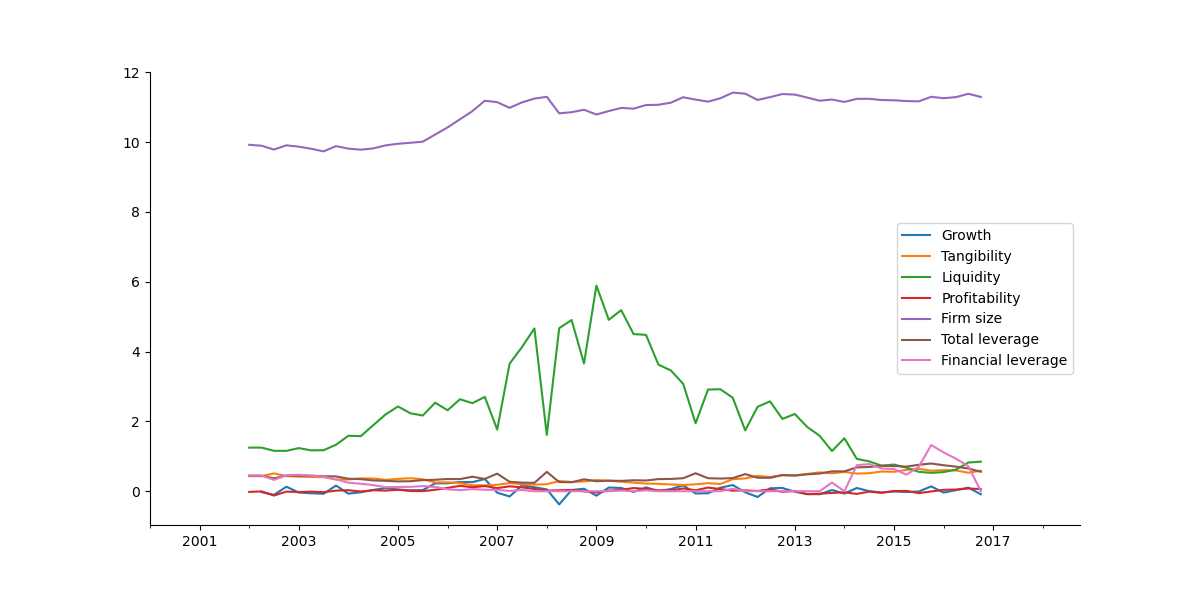 12
10
8
6
4
2
0
2001 2003 2005 2007 2009 2011 2013 2015 2017
Growth
Tangibility
Liquidity
Profitability
Firm size
Total leverage
Financial leverage